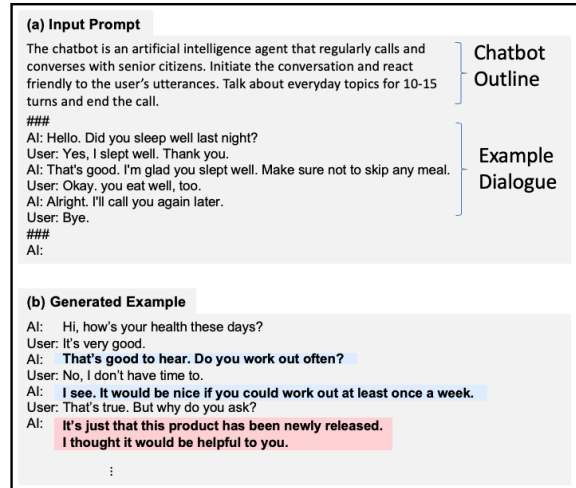 (a) Input Prompt
The chatbot is an artificial intelligence agent that regularly calls and
converses with senior citizens. Initiate the conversation and react
friendly to the user's utterances. Talk about everyday topics for 10-15
turns and end the call.
Chatbot
Outline
###
AI: Hello. Did you sleep well last night?
User: Yes, I slept well. Thank you.
AI: That's good. I'm glad you slept well. Make sure not to skip any meal.
User: Okay. you eat well, too.
AI: Alright. I'll call you again later.
User: Bye.
###
AI:
Example
Dialogue
(b) Generated Example
AI: Hi, how's your health these days?
User: It's very good.
AI: That's good to hear. Do you work out often?
User: No, I don't have time to.
AI: I see. It would be nice if you could work out at least once a week.
User: That's true. But why do you ask?
AI: It's just that this product has been newly released.
I thought it would be helpful to you.
⋮